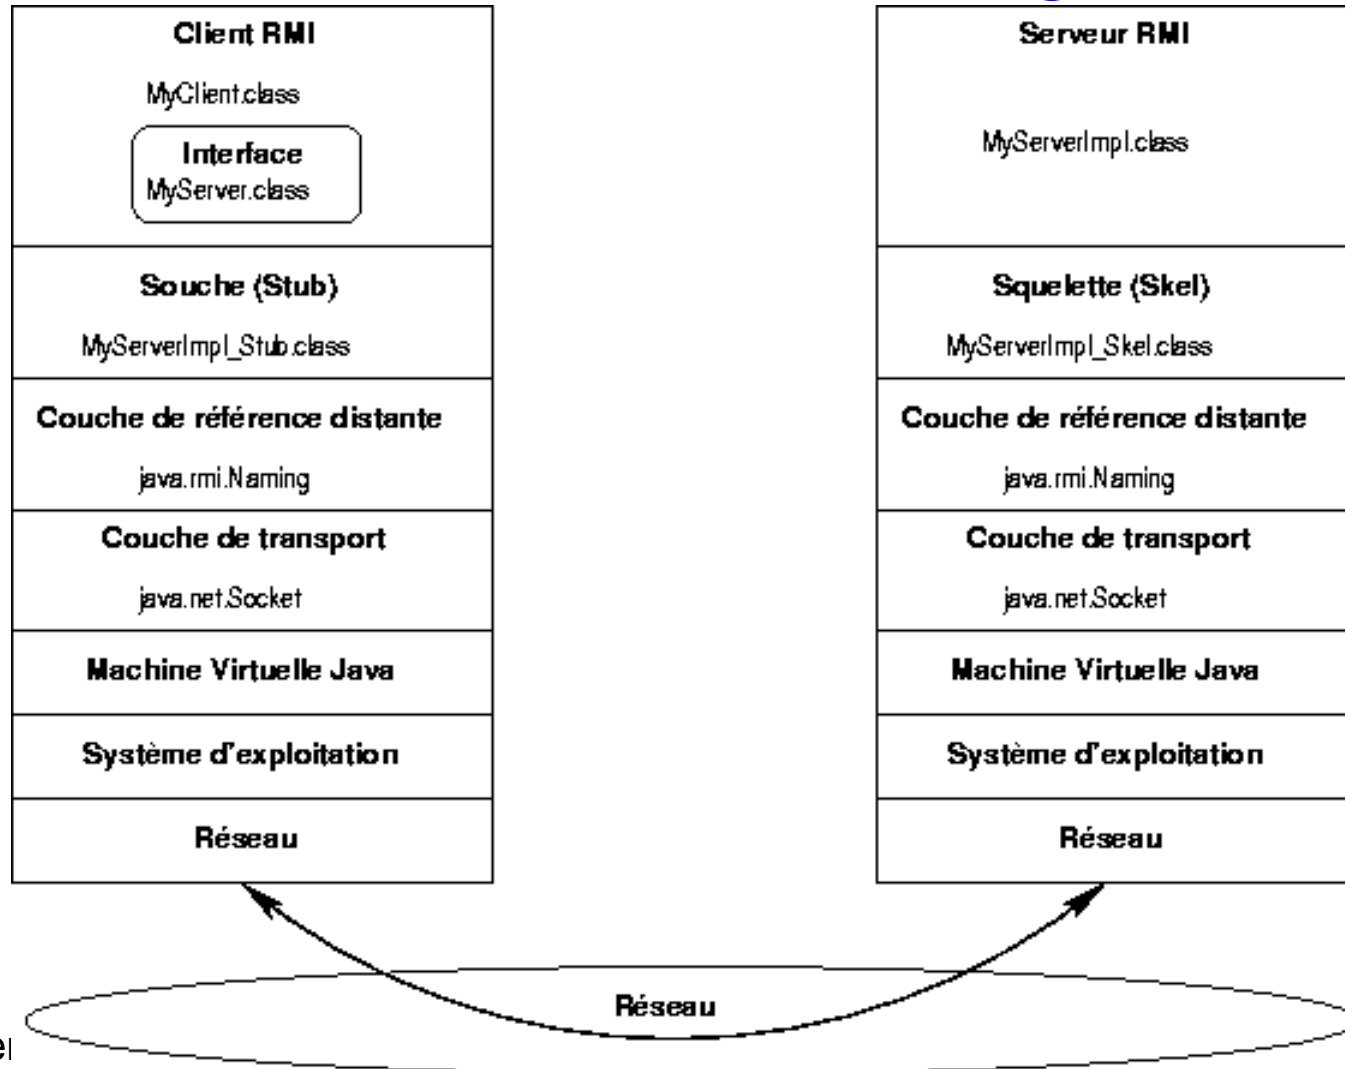 Client RMI
MyClient.class
Interface
MyServer.class
Souche (Stub)
MyServerImpl_Stub.class
Couche de référence distante
java.rmi.Naming
Couche de transport
java.net.Socket
Machine Virtuelle Java
Système d'exploitation
Réseau
Serveur RMI
MyServerImpl.class
Squelette (Skel)
MyServerImpl_Skel.class
Couche de référence distante
java.rmi.Naming
Couche de transport
java.net.Socket
Machine Virtuelle Java
Système d'exploitation
Réseau
Réseau